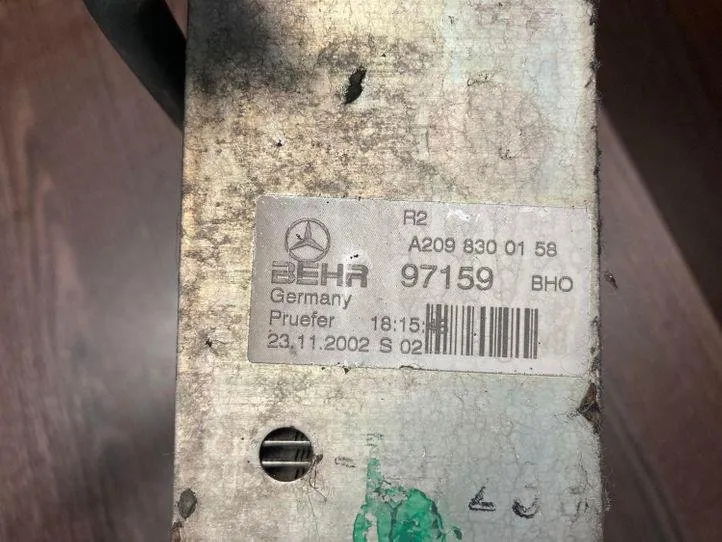 R2
A209 830 01 58
BEHR 97159 BHO
Germany
Pruefer 18:15:
23.11.2002 S 02